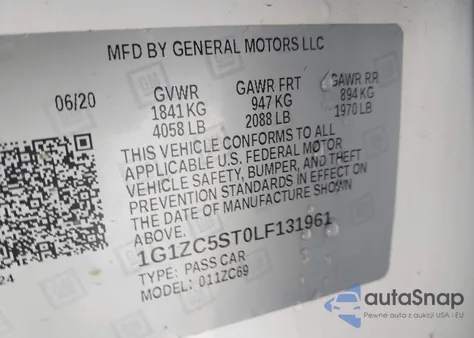 MFD BY GENERAL MOTORS LLC
06/20 GVWR GAWR FRT GAWR RR
1841 KG 947 KG 894 KG
4058 LB 2088 LB 1970 LB
THIS VEHICLE CONFORMS TO ALL
APPLICABLE U.S. FEDERAL MOTOR
VEHICLE SAFETY, BUMPER, AND THEFT
PREVENTION STANDARDS IN EFFECT ON
THE DATE OF MANUFACTURE SHOWN
ABOVE.
1G1ZC5ST0LF131961
TYPE: PASS CAR
MODEL: 011ZC69
24
autoSnap
Pewne auta z aukcji USA i EU